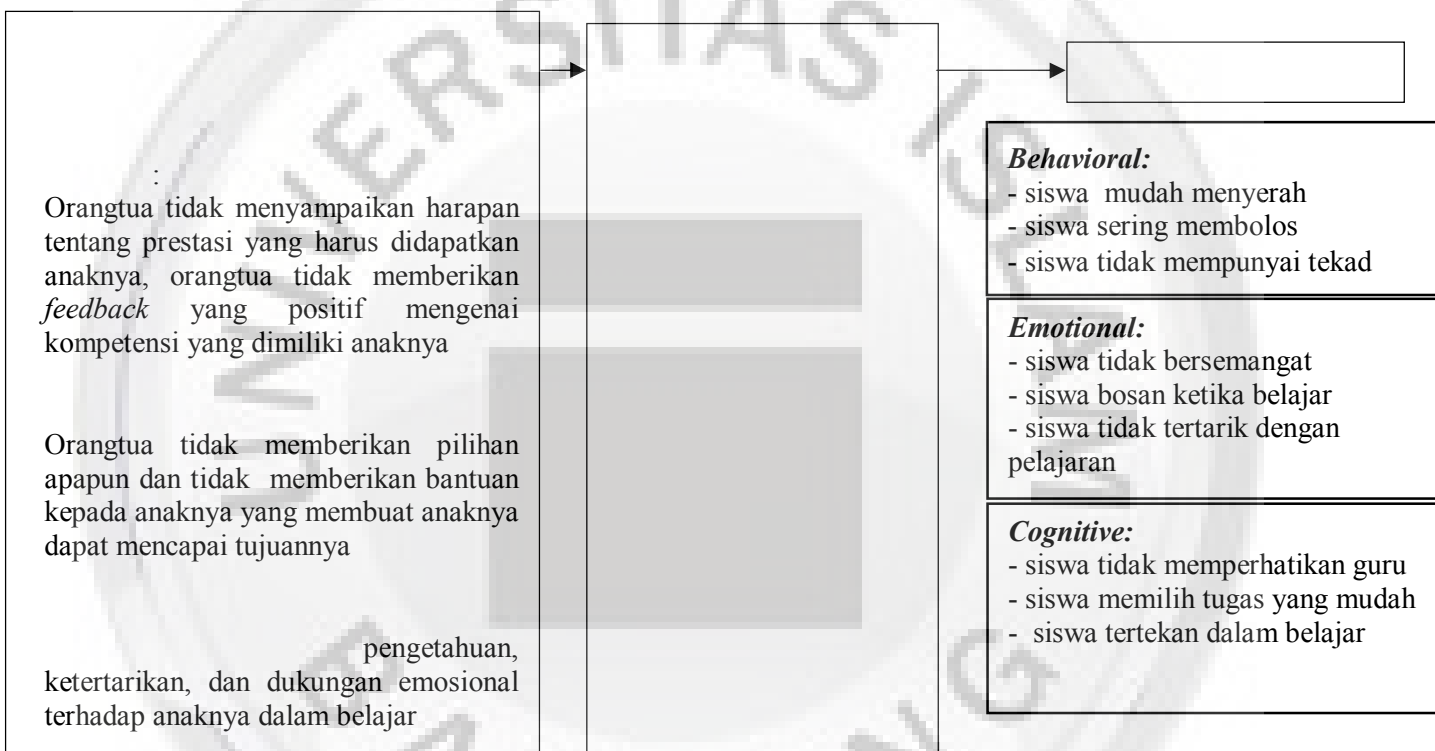 :
Orangtua tidak menyampaikan harapan
tentang prestasi yang harus didapatkan
anaknya, orangtua tidak memberikan
feedback yang positif mengenai
kompetensi yang dimiliki anaknya
Orangtua tidak memberikan pilihan
apapun dan tidak memberikan bantuan
kepada anaknya yang membuat anaknya
dapat mencapai tujuannya
pengetahuan,
ketertarikan, dan dukungan emosional
terhadap anaknya dalam belajar
Behavioral:
- siswa mudah menyerah
- siswa sering membolos
- siswa tidak mempunyai tekad
Emotional:
- siswa tidak bersemangat
- siswa bosan ketika belajar
- siswa tidak tertarik dengan
pelajaran
Cognitive:
- siswa tidak memperhatikan guru
- siswa memilih tugas yang mudah
- siswa tertekan dalam belajar
UNIVERSITAS ISLAM